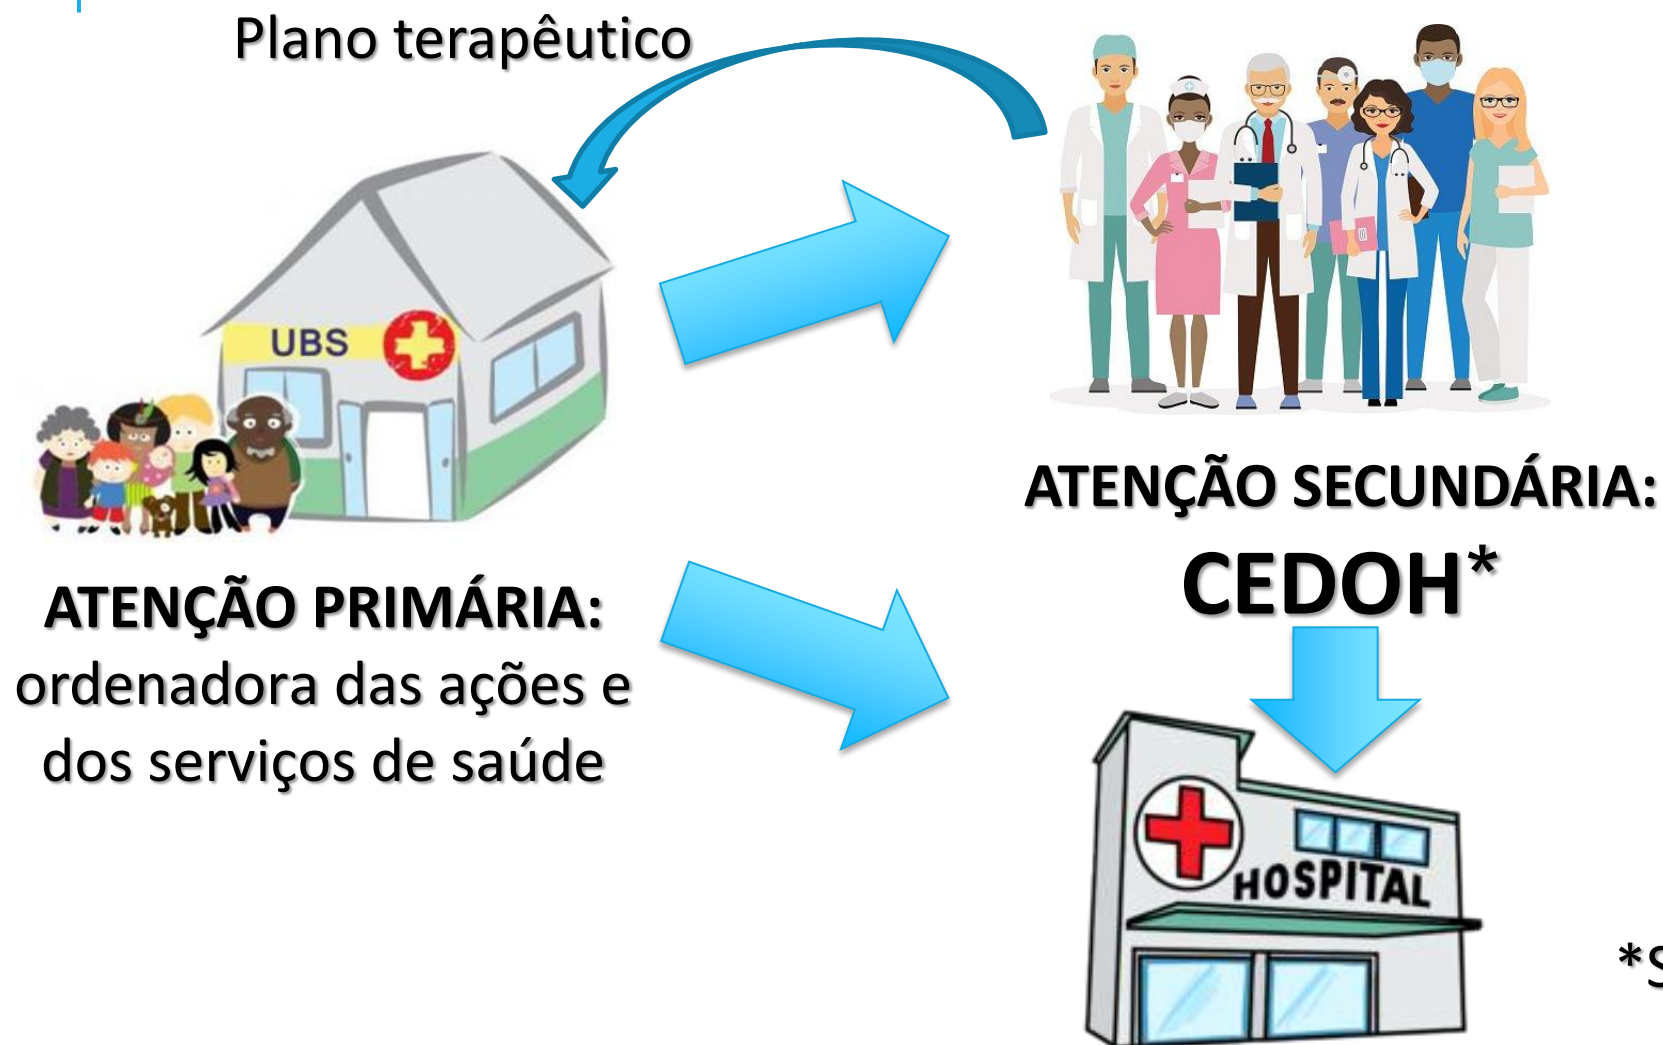 Plano terapêutico
UBS
ATENÇÃO PRIMÁRIA:
ordenadora das ações e
dos serviços de saúde
ATENÇÃO SECUNDÁRIA:
CEDOH*
HOSPITAL